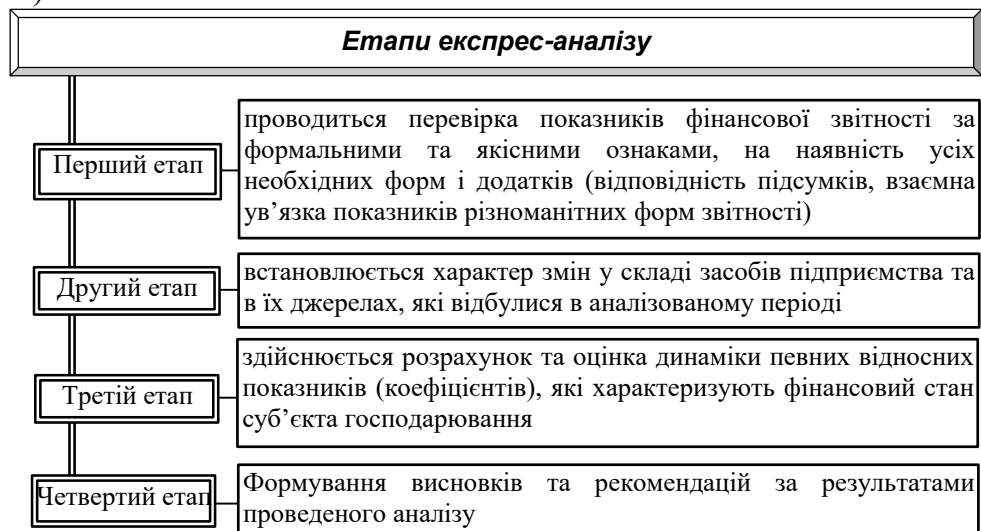 Етапи експрес-аналізу
Перший етап
проводиться перевірка показників фінансової звітності за
формальними та якісними ознаками, на наявність усіх
необхідних форм і додатків (відповідність підсумків, взаємна
ув’язка показників різноманітних форм звітності)
Другий етап
встановлюється характер змін у складі засобів підприємства та
в їх джерелах, які відбулися в аналізованому періоді
Третій етап
здійснюється розрахунок та оцінка динаміки певних відносних
показників (коефіцієнтів), які характеризують фінансовий стан
суб’єкта господарювання
Четвертий етап
Формування висновків та рекомендацій за результатами
проведеного аналізу